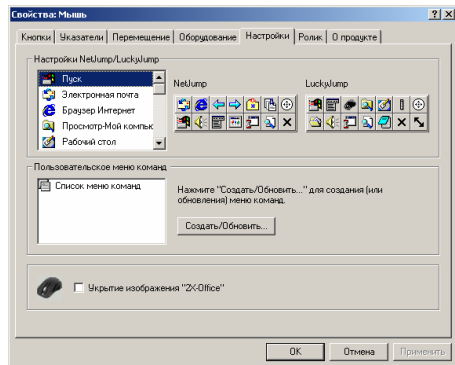 Свойства: Мышь
Кнопки Указатели Перемещение Оборудование Настройки Ролик О продукте
Настройки NetJump/LuckyJump
Пуск
Электронная почта
Браузер Интернет
Просмотр-Мой компьк
Рабочий стол
NetJump
LuckyJump
Пользовательское меню команд
Список меню команд
Нажмите "Создать/Обновить..." для создания (или
обновления) меню команд.
Создать/Обновить...
Укрытие изображения "2X-Office"
OK Отмена Применить